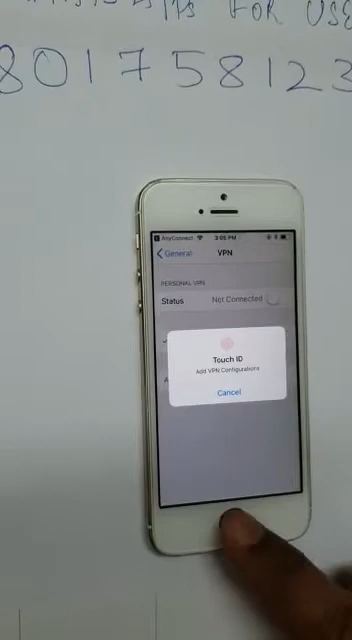 FOR USE
801758123
AnyConnect 3:05 PM
General VPN
PERSONAL VPN
Status Not Connected
Touch ID
Add VPN Configurations
Cancel